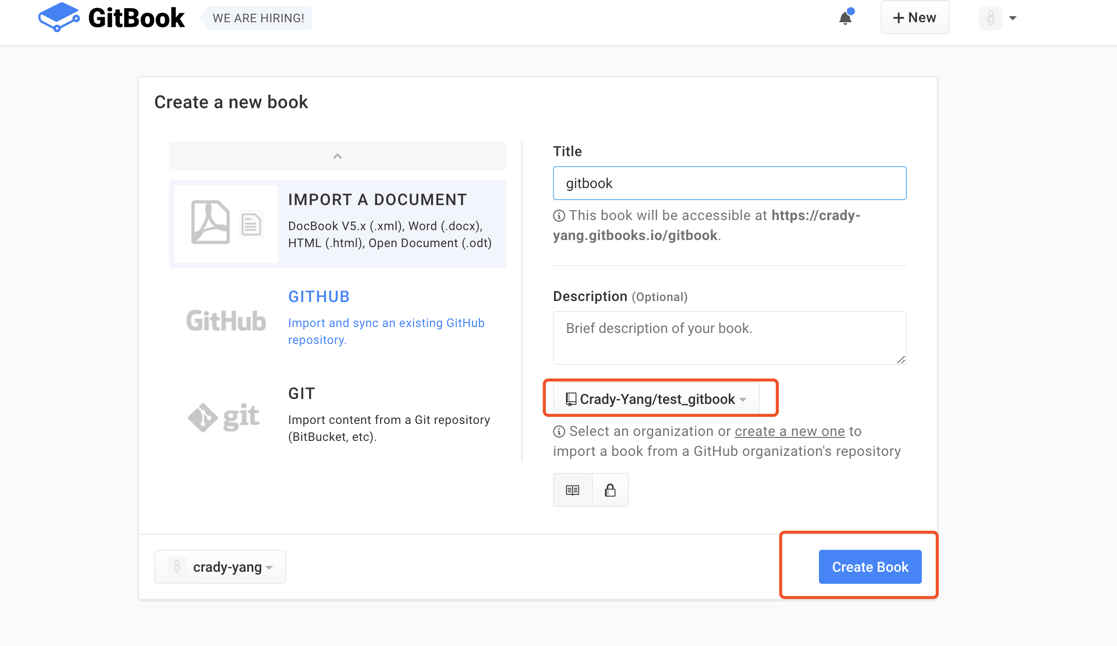 GitBook
WE ARE HIRING!
+ New
Create a new book
IMPORT A DOCUMENT
DocBook V5.x (.xml), Word (.docx),
HTML (.html), Open Document (.odt)
GitHub
GITHUB
Import and sync an existing GitHub
repository.
git
GIT
Import content from a Git repository
(BitBucket, etc).
Title
gitbook
This book will be accessible at https://crady-
yang.gitbooks.io/gitbook.
Description (Optional)
Brief description of your book.
Crady-Yang/test_gitbook
Select an organization or create a new one to
import a book from a GitHub organization's repository
crady-yang
Create Book